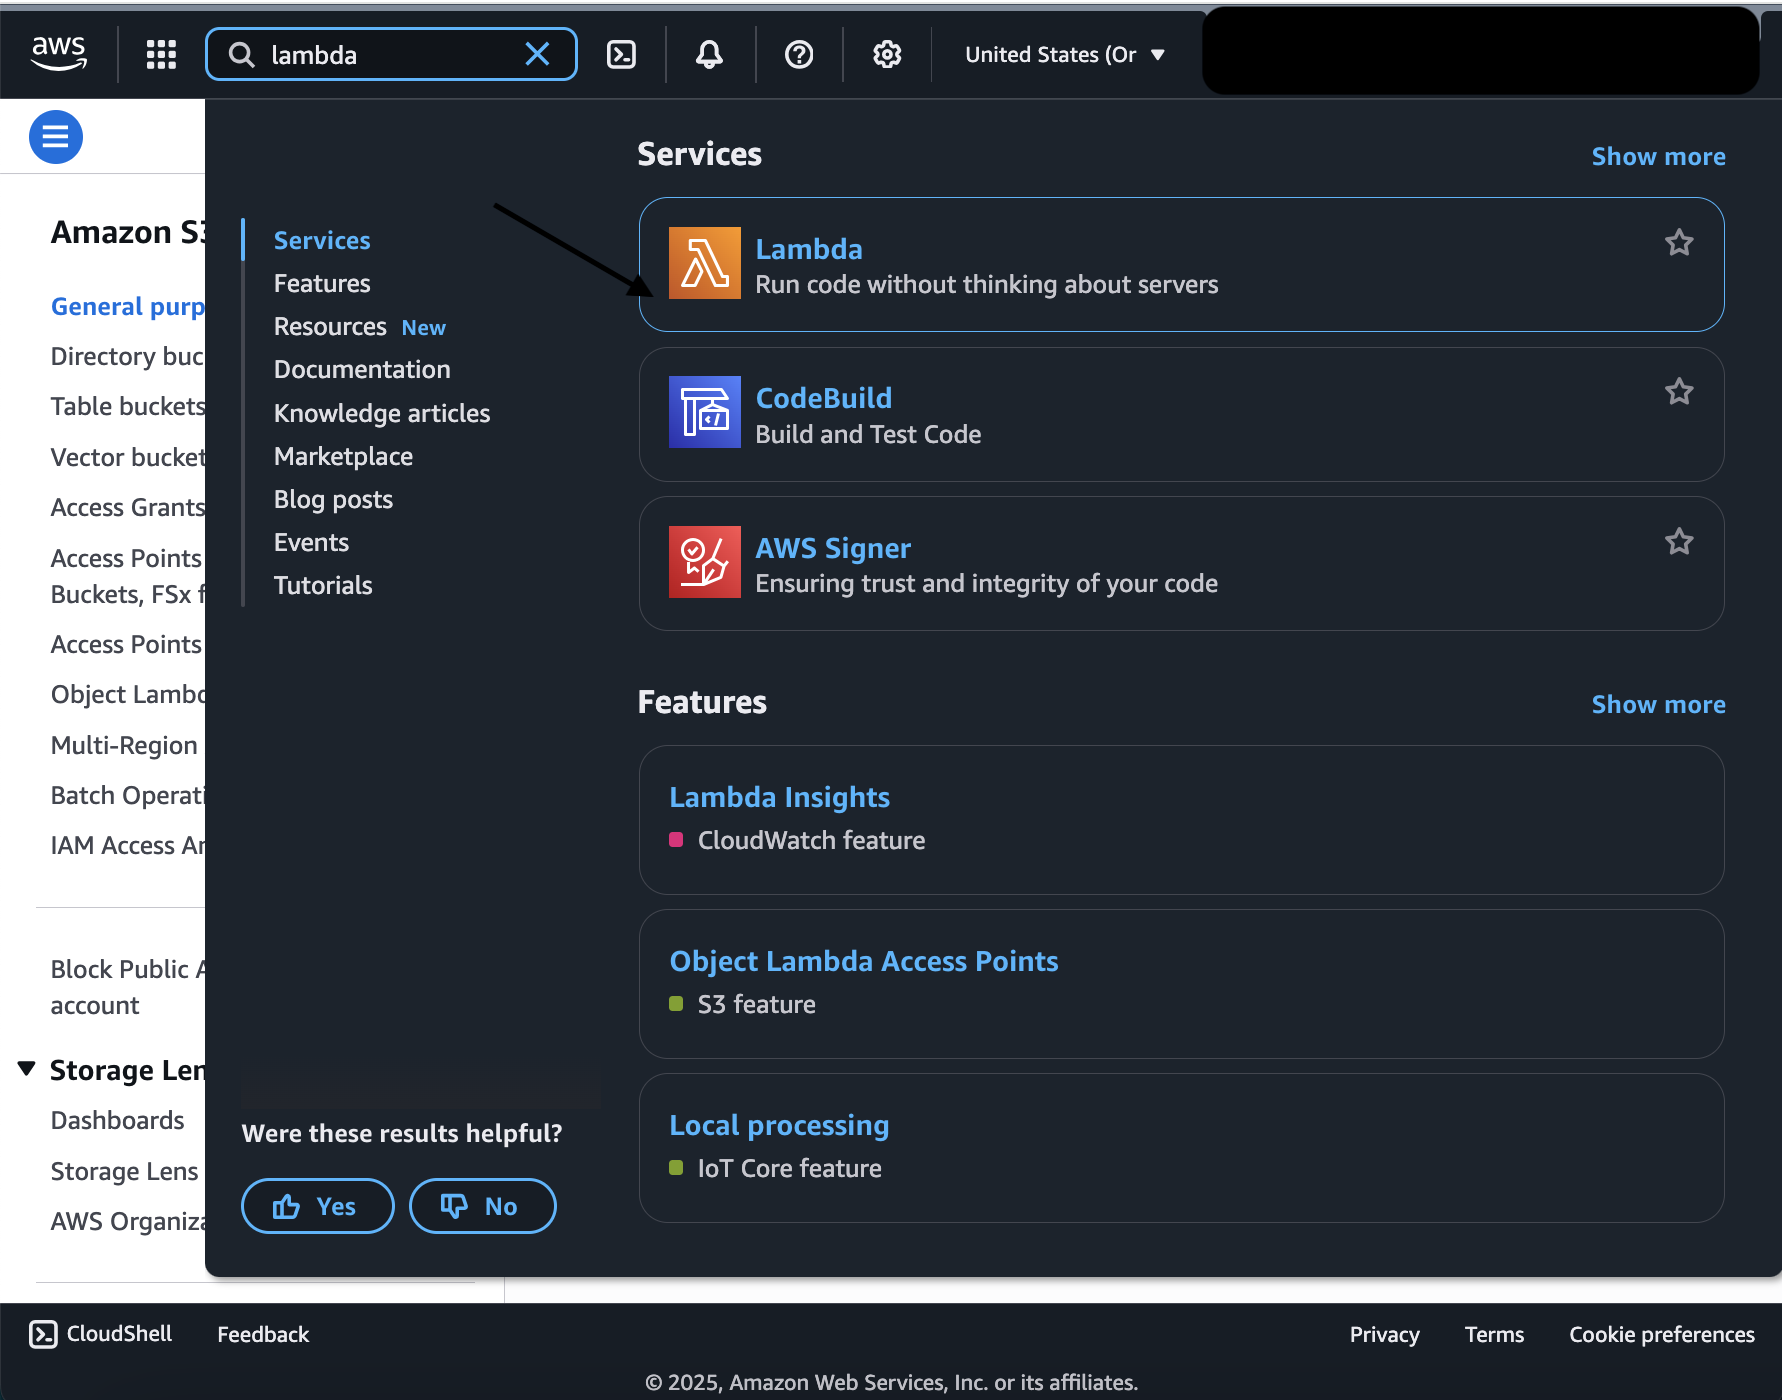 aws
lambda
United States (Or
Amazon S3
General purp
Directory buc
Table buckets
Vector bucket
Access Grants
Access Points
Buckets, FSx f
Access Points
Object Lambd
Multi-Region
Batch Operati
IAM Access An
Block Public A
account
Storage Len
Dashboards
Storage Lens
AWS Organiza
Services
Features
Resources New
Documentation
Knowledge articles
Marketplace
Blog posts
Events
Tutorials
Were these results helpful?
Yes
No
Services
Show more
Lambda
Run code without thinking about servers
CodeBuild
Build and Test Code
AWS Signer
Ensuring trust and integrity of your code
Features
Show more
Lambda Insights
CloudWatch feature
Object Lambda Access Points
S3 feature
Local processing
IoT Core feature
CloudShell
Feedback
Privacy
Terms
Cookie preferences
© 2025, Amazon Web Services, Inc. or its affiliates.